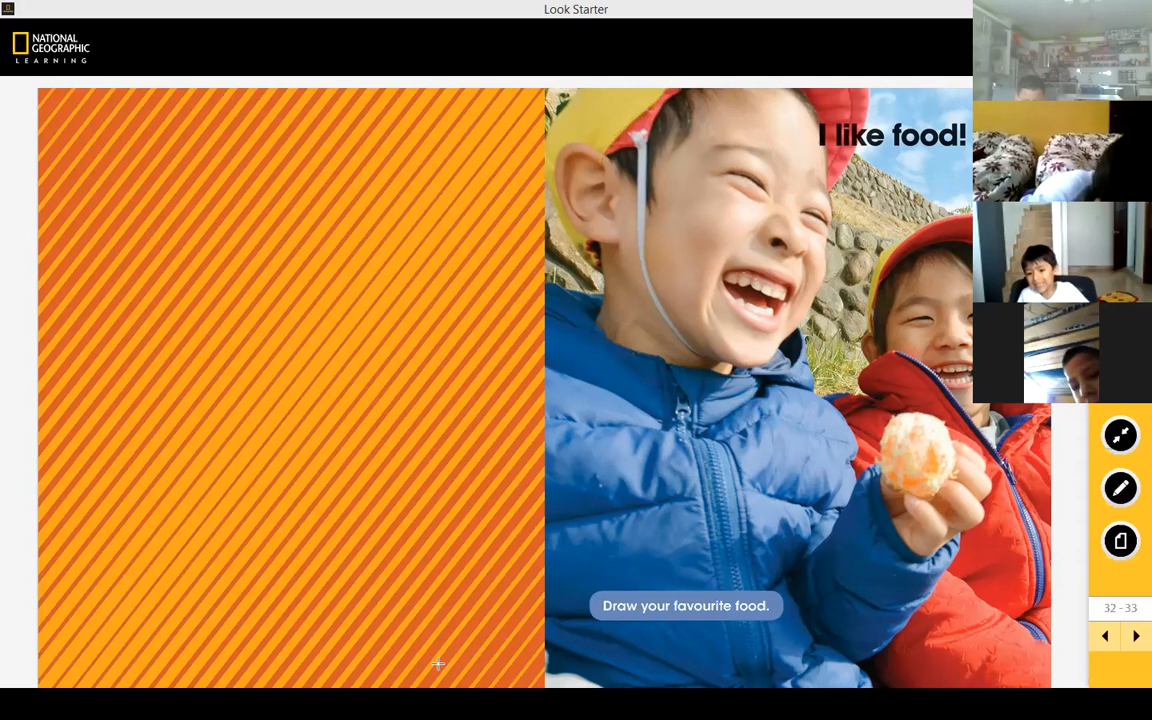 Look Starter
NATIONAL
GEOGRAPHIC
LEARNING
I like food!
Draw your favourite food.
32 - 33